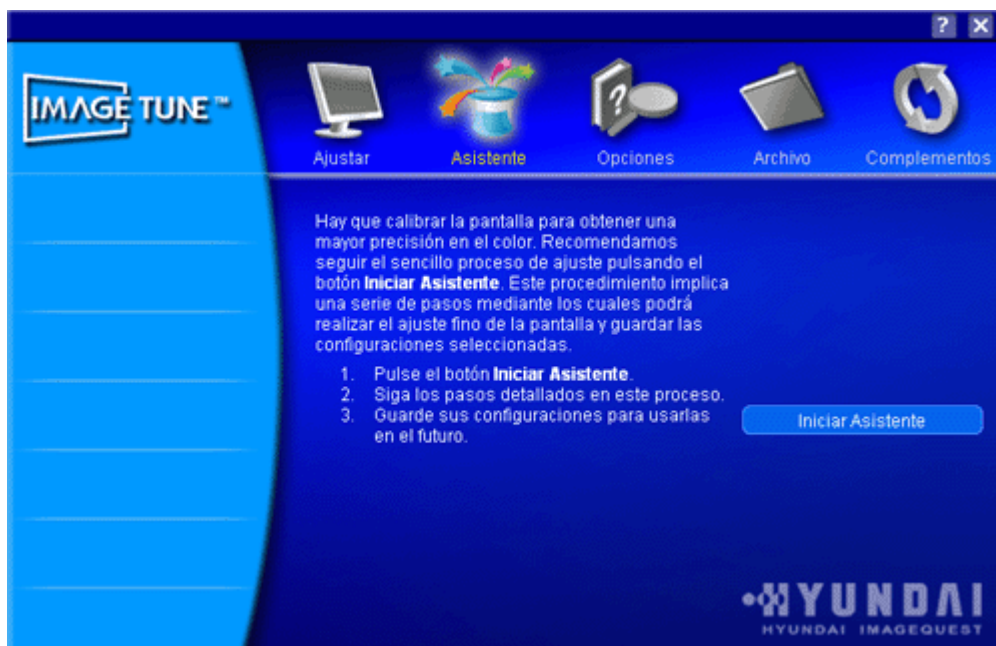 ? X
IMAGE TUNE™
Ajustar
Asistente
Opciones
Archivo
Complementos
Hay que calibrar la pantalla para obtener una
mayor precisión en el color. Recomendamos
seguir el sencillo proceso de ajuste pulsando el
botón Iniciar Asistente. Este procedimiento implica
una serie de pasos mediante los cuales podrá
realizar el ajuste fino de la pantalla y guardar las
configuraciones seleccionadas.
1. Pulse el botón Iniciar Asistente.
2. Siga los pasos detallados en este proceso.
3. Guarde sus configuraciones para usarlas
en el futuro.
Iniciar Asistente
HYUNDAI
HYUNDAI IMAGEQUEST